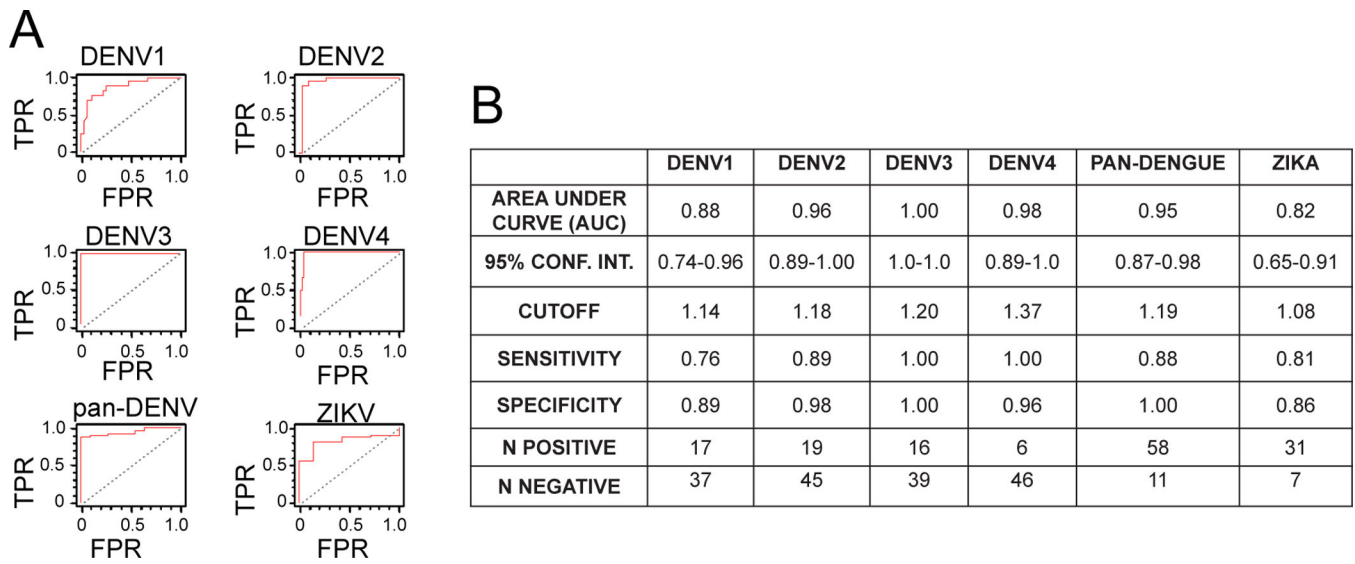 A
DENV1
TPR
1.0
0.5
0
0 0.5 1.0
FPR
DENV2
TPR
1.0
0.5
0
0 0.5 1.0
FPR
DENV3
TPR
1.0
0.5
0
0 0.5 1.0
FPR
DENV4
TPR
1.0
0.5
0
0 0.5 1.0
FPR
pan-DENV
TPR
1.0
0.5
0
0 0.5 1.0
FPR
ZIKV
TPR
1.0
0.5
0
0 0.5 1.0
FPR
B
DENV1 DENV2 DENV3 DENV4 PAN-DENGUE ZIKA
AREA UNDER
CURVE (AUC) 0.88 0.96 1.00 0.98 0.95 0.82
95% CONF. INT. 0.74-0.96 0.89-1.00 1.0-1.0 0.89-1.0 0.87-0.98 0.65-0.91
CUTOFF 1.14 1.18 1.20 1.37 1.19 1.08
SENSITIVITY 0.76 0.89 1.00 1.00 0.88 0.81
SPECIFICITY 0.89 0.98 1.00 0.96 1.00 0.86
N POSITIVE 17 19 16 6 58 31
N NEGATIVE 37 45 39 46 11 7